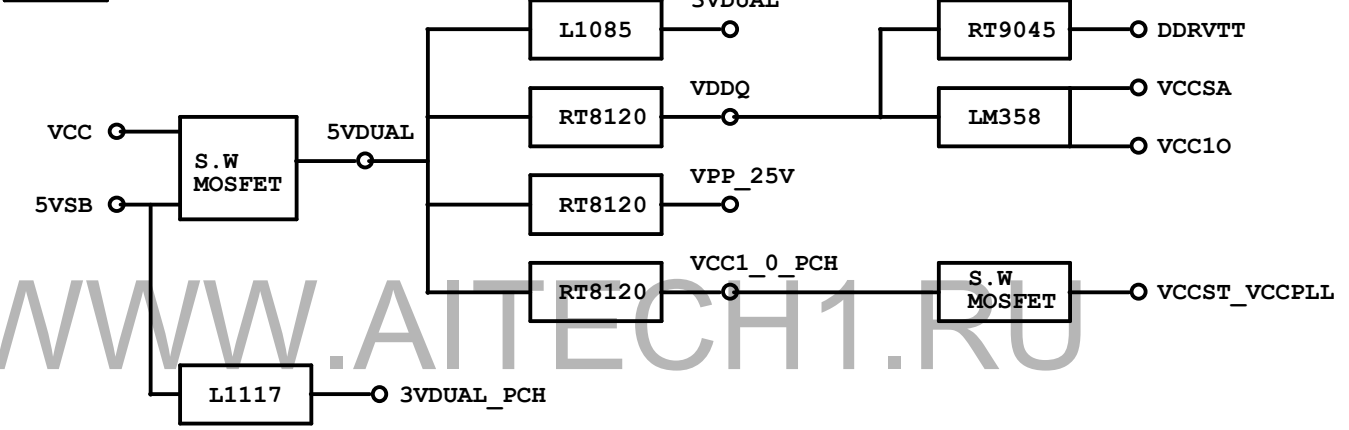 3VDUAL
L1085
RT9045
DDRVTT
VDDQ
VCCSA
RT8120
LM358
VCC
5VDUAL
VCC1O
S.W
MOSFET
VPP_25V
5VSB
RT8120
VCC1_0_PCH
RT8120
S.W
MOSFET
VCCST_VCCPLL
WWW.AITECH1.RU
L1117
3VDUAL_PCH